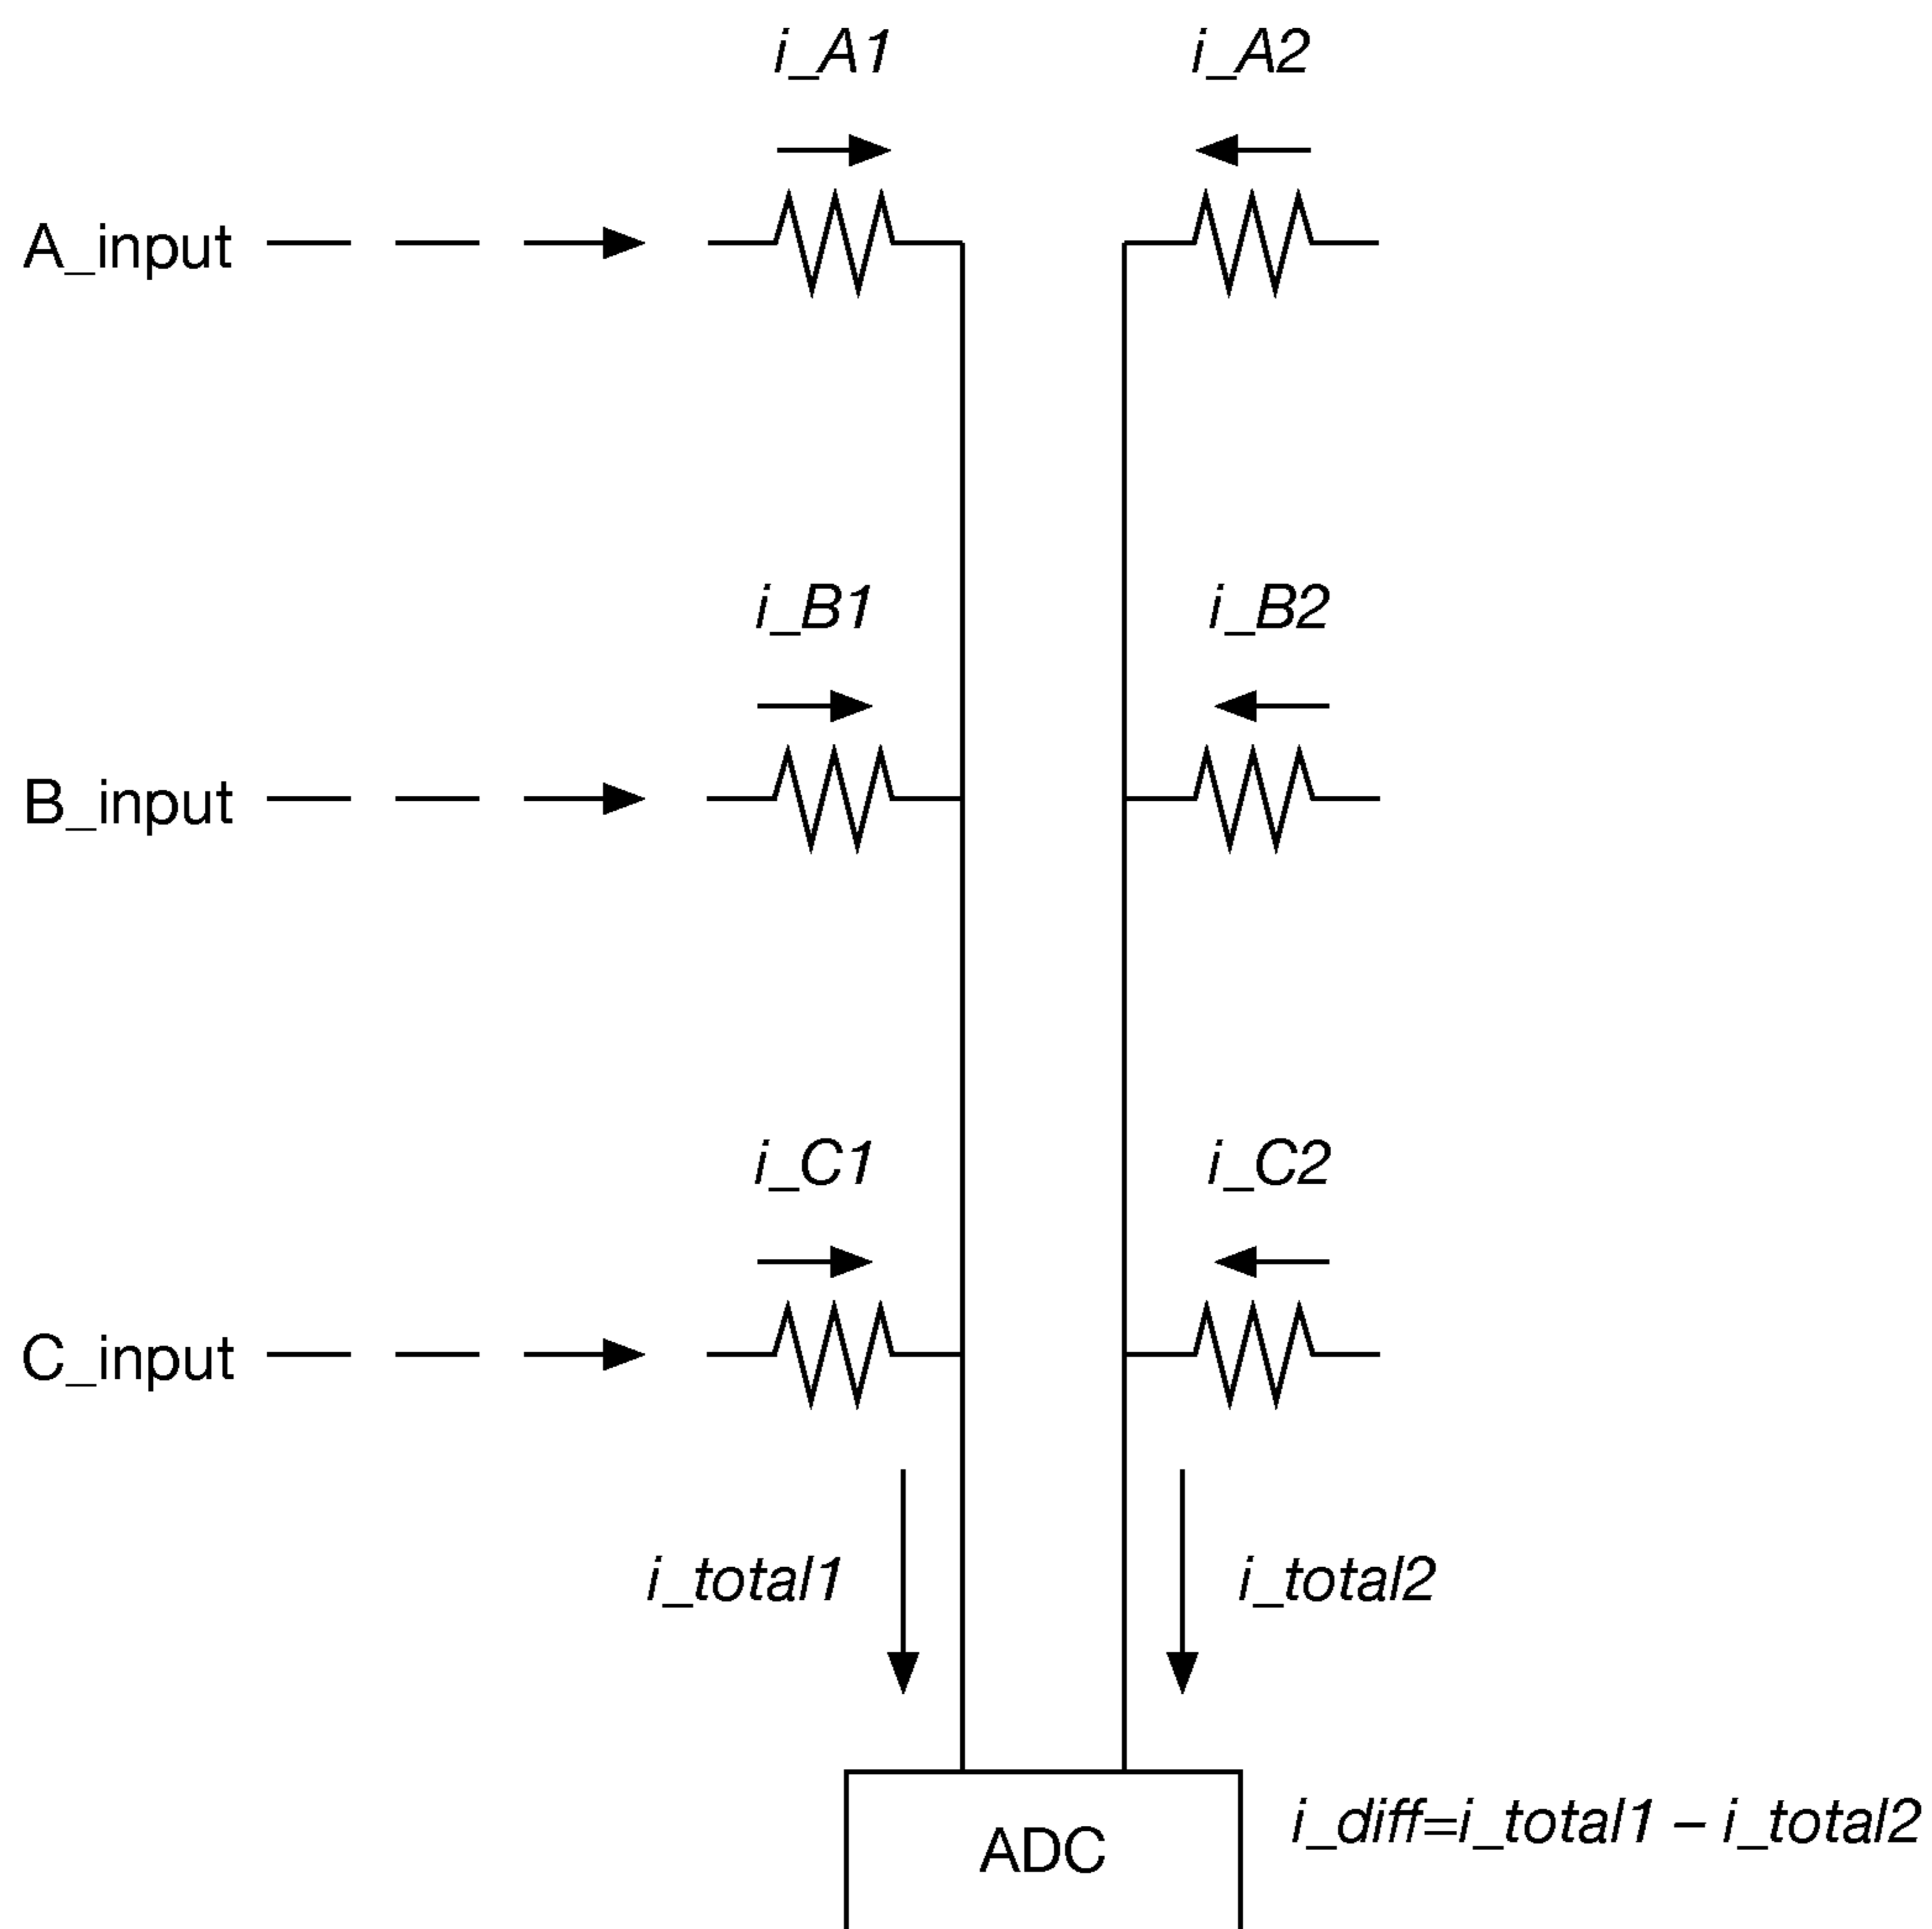 i_A1 i_A2
A_input
i_B1 i_B2
B_input
i_C1 i_C2
C_input
i_total1 i_total2
ADC
i_diff=i_total1 – i_total2